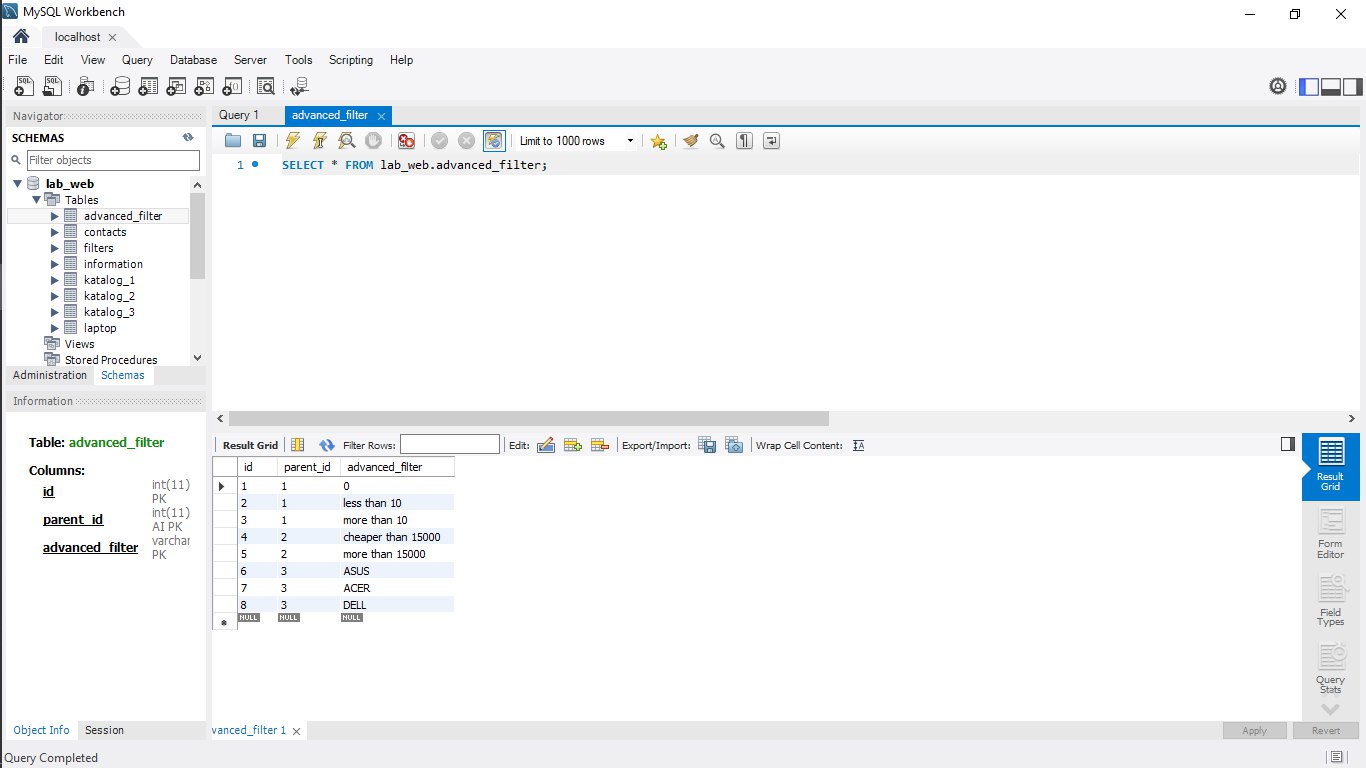 MySQL Workbench
localhost
File Edit View Query Database Server Tools Scripting Help
Navigator
SCHEMAS
Filter objects
lab_web
Tables
advanced_filter
contacts
filters
information
katalog_1
katalog_2
katalog_3
laptop
Views
Stored Procedures
Administration Schemas
Information
Table: advanced_filter
Columns:
id int(11) PK
parent_id int(11) AI PK
advanced_filter varchar PK
Object Info Session
Query 1 advanced_filter
Limit to 1000 rows
1 SELECT * FROM lab_web.advanced_filter;
Result Grid Filter Rows: Edit: Export/Import: Wrap Cell Content:
id parent_id advanced_filter
1 1 0
2 1 less than 10
3 1 more than 10
4 2 cheaper than 15000
5 2 more than 15000
6 3 ASUS
7 3 ACER
8 3 DELL
NULL NULL NULL
Result Grid
Form Editor
Field Types
Query Stats
vanced_filter 1
Apply Revert
Query Completed